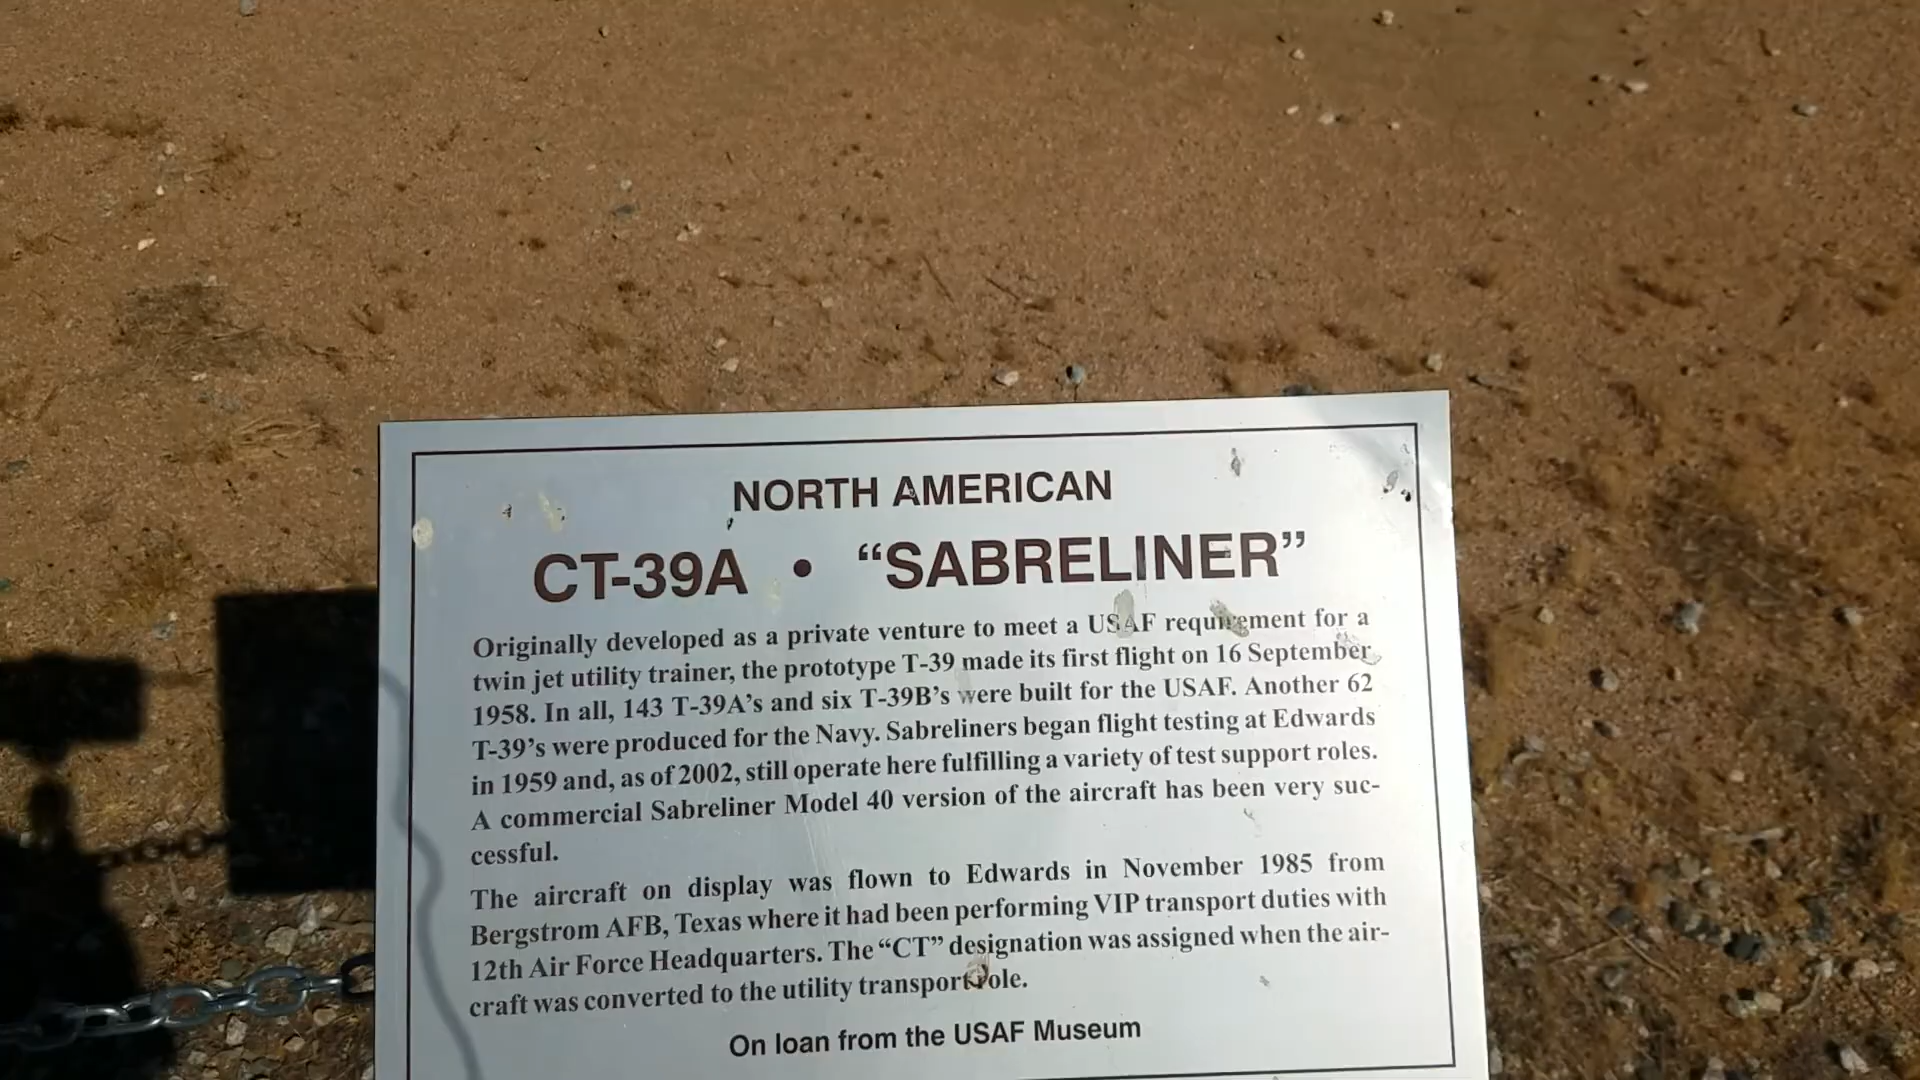 NORTH AMERICAN
CT-39A • “SABRELINER”
Originally developed as a private venture to meet a USAF requirement for a
twin jet utility trainer, the prototype T-39 made its first flight on 16 September
1958. In all, 143 T-39A’s and six T-39B’s were built for the USAF. Another 62
T-39’s were produced for the Navy. Sabreliners began flight testing at Edwards
in 1959 and, as of 2002, still operate here fulfilling a variety of test support roles.
A commercial Sabreliner Model 40 version of the aircraft has been very suc-
cessful.
The aircraft on display was flown to Edwards in November 1985 from
Bergstrom AFB, Texas where it had been performing VIP transport duties with
12th Air Force Headquarters. The “CT” designation was assigned when the air-
craft was converted to the utility transport role.
On loan from the USAF Museum